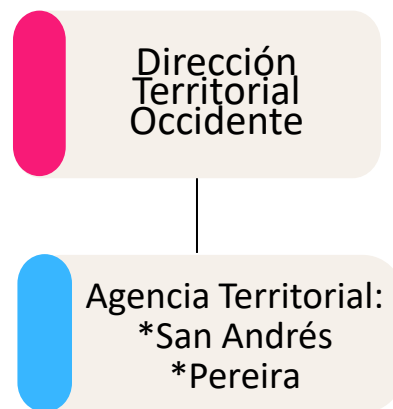 Dirección
Territorial
Occidente
Agencia Territorial:
*San Andrés
*Pereira